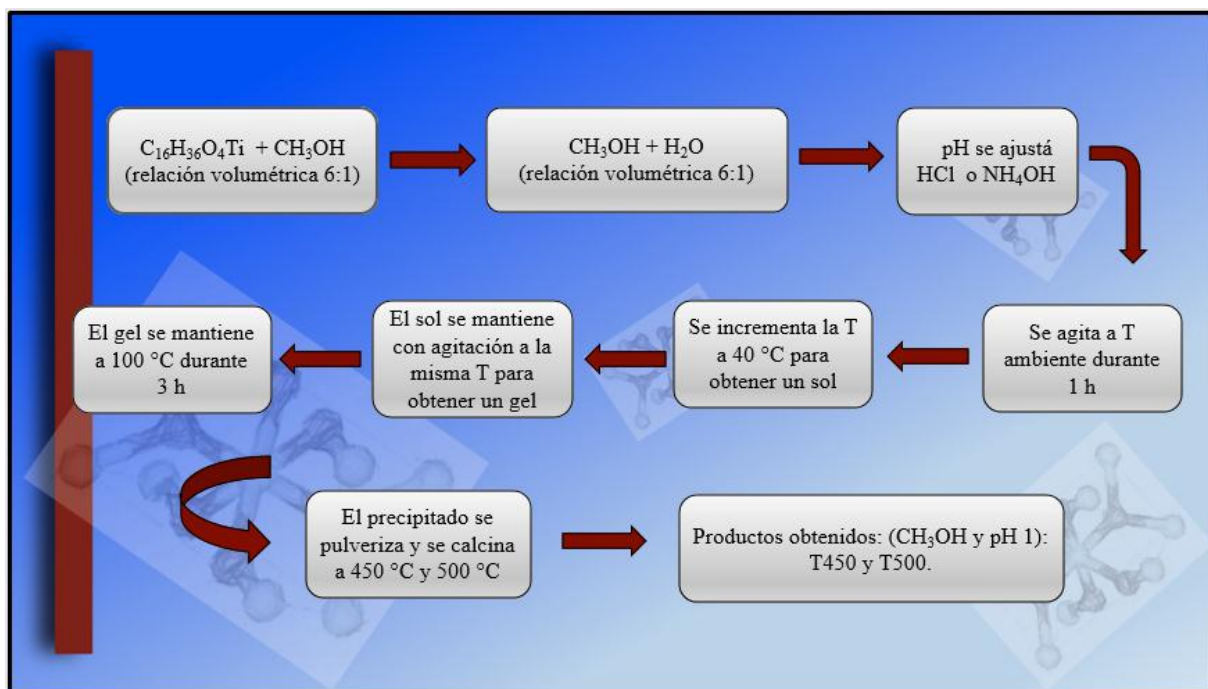 C₁₆H₃₆O₄Ti + CH₃OH
(relación volumétrica 6:1)
CH₃OH + H₂O
(relación volumétrica 6:1)
pH se ajustá
HCl o NH₄OH
Se agita a T
ambiente durante
1 h
Se incrementa la T
a 40 °C para
obtener un sol
El sol se mantiene
con agitación a la
misma T para
obtener un gel
El gel se mantiene
a 100 °C durante
3 h
El precipitado se
pulveriza y se calcina
a 450 °C y 500 °C
Productos obtenidos: (CH₃OH y pH 1):
T450 y T500.